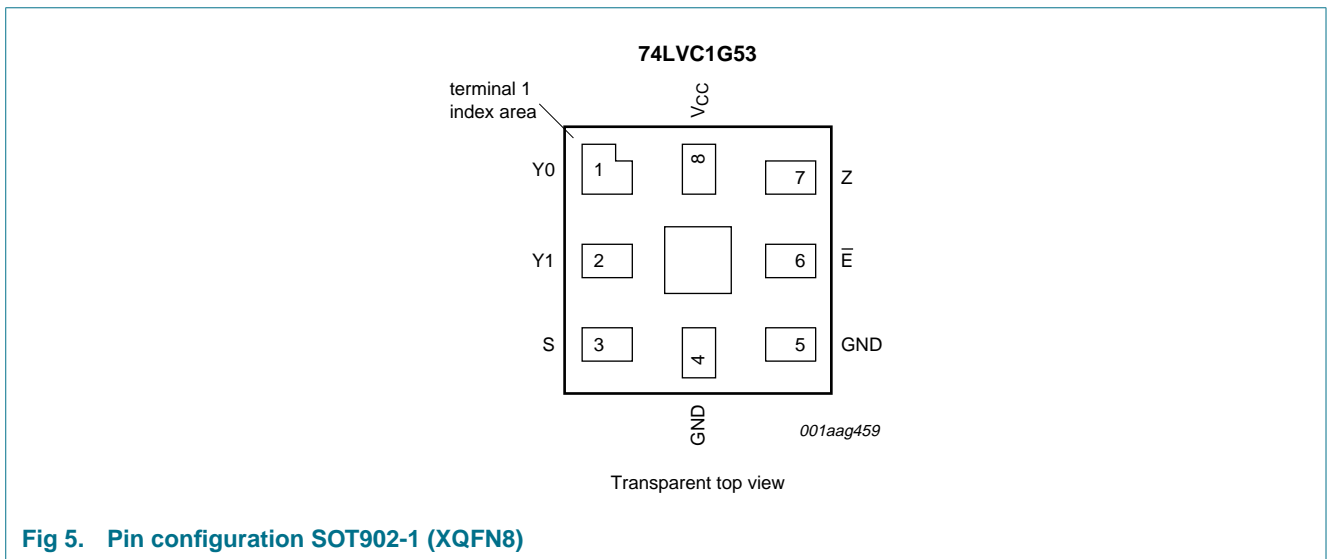 74LVC1G53
terminal 1
index area
VCC
Y0 1 8 7 Z
Y1 2 6 E̅
S 3 4 5 GND
GND
001aag459
Transparent top view
Fig 5. Pin configuration SOT902-1 (XQFN8)